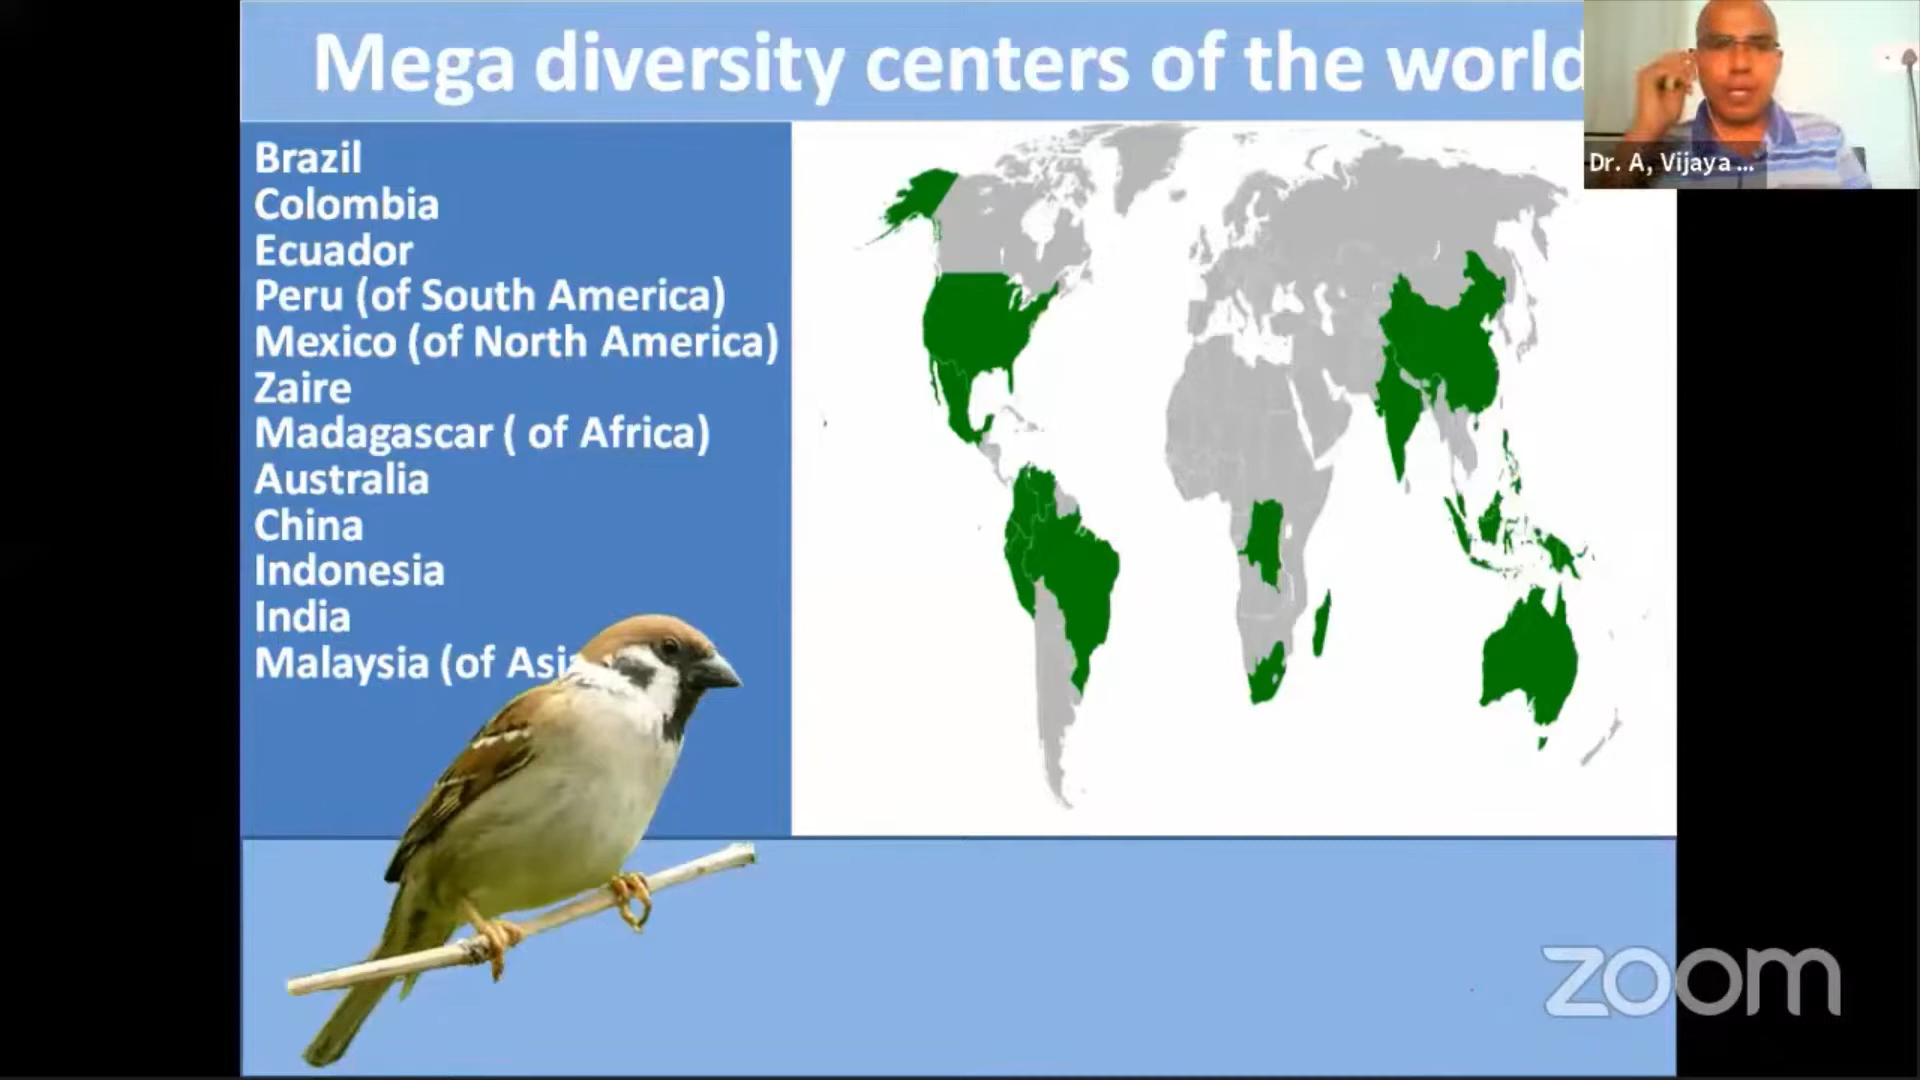 Mega diversity centers of the world
Dr. A, Vijaya ...
Brazil
Colombia
Ecuador
Peru (of South America)
Mexico (of North America)
Zaire
Madagascar ( of Africa)
Australia
China
Indonesia
India
Malaysia (of Asia
zoom